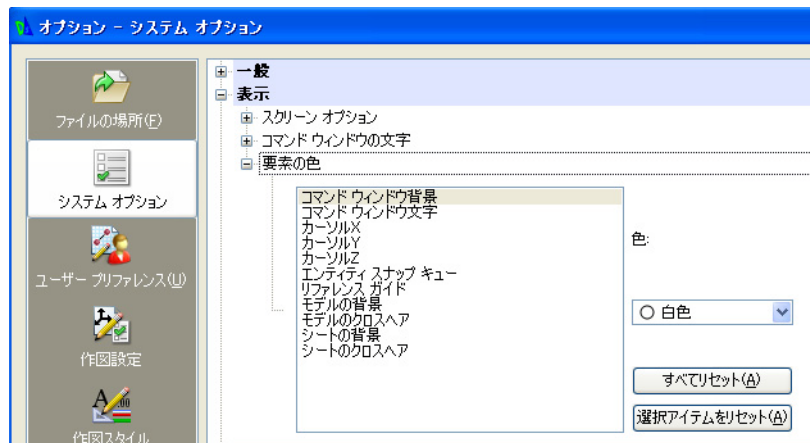 オプション - システム オプション
ファイルの場所(F)
システム オプション
ユーザー プリファレンス(U)
作図設定
作図スタイル
一般
表示
スクリーン オプション
コマンド ウィンドウの文字
要素の色
コマンド ウィンドウ背景
コマンド ウィンドウ文字
カーソルX
カーソルY
カーソルZ
エンティティ スナップ キュー
リファレンス ガイド
モデルの背景
モデルのクロスヘア
シートの背景
シートのクロスヘア
色:
白色
すべてリセット(A)
選択アイテムをリセット(A)